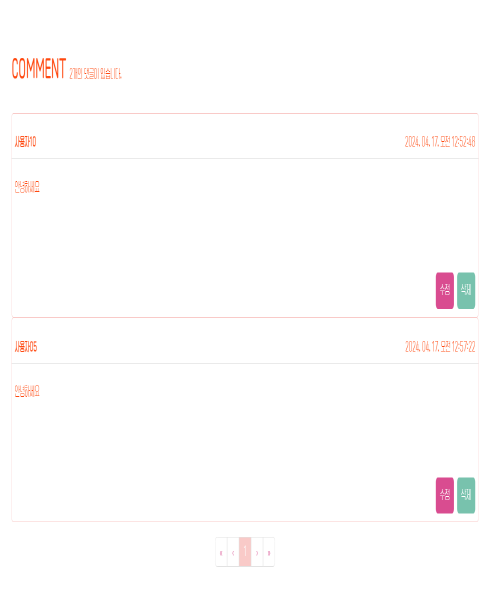 COMMENT 2개의 댓글이 있습니다.
사용자10 2024. 04. 17. 오전 12:52:48
안녕하세요
수정 삭제
사용자05 2024. 04. 17. 오전 12:57:22
안녕하세요
수정 삭제
« ‹ 1 › »